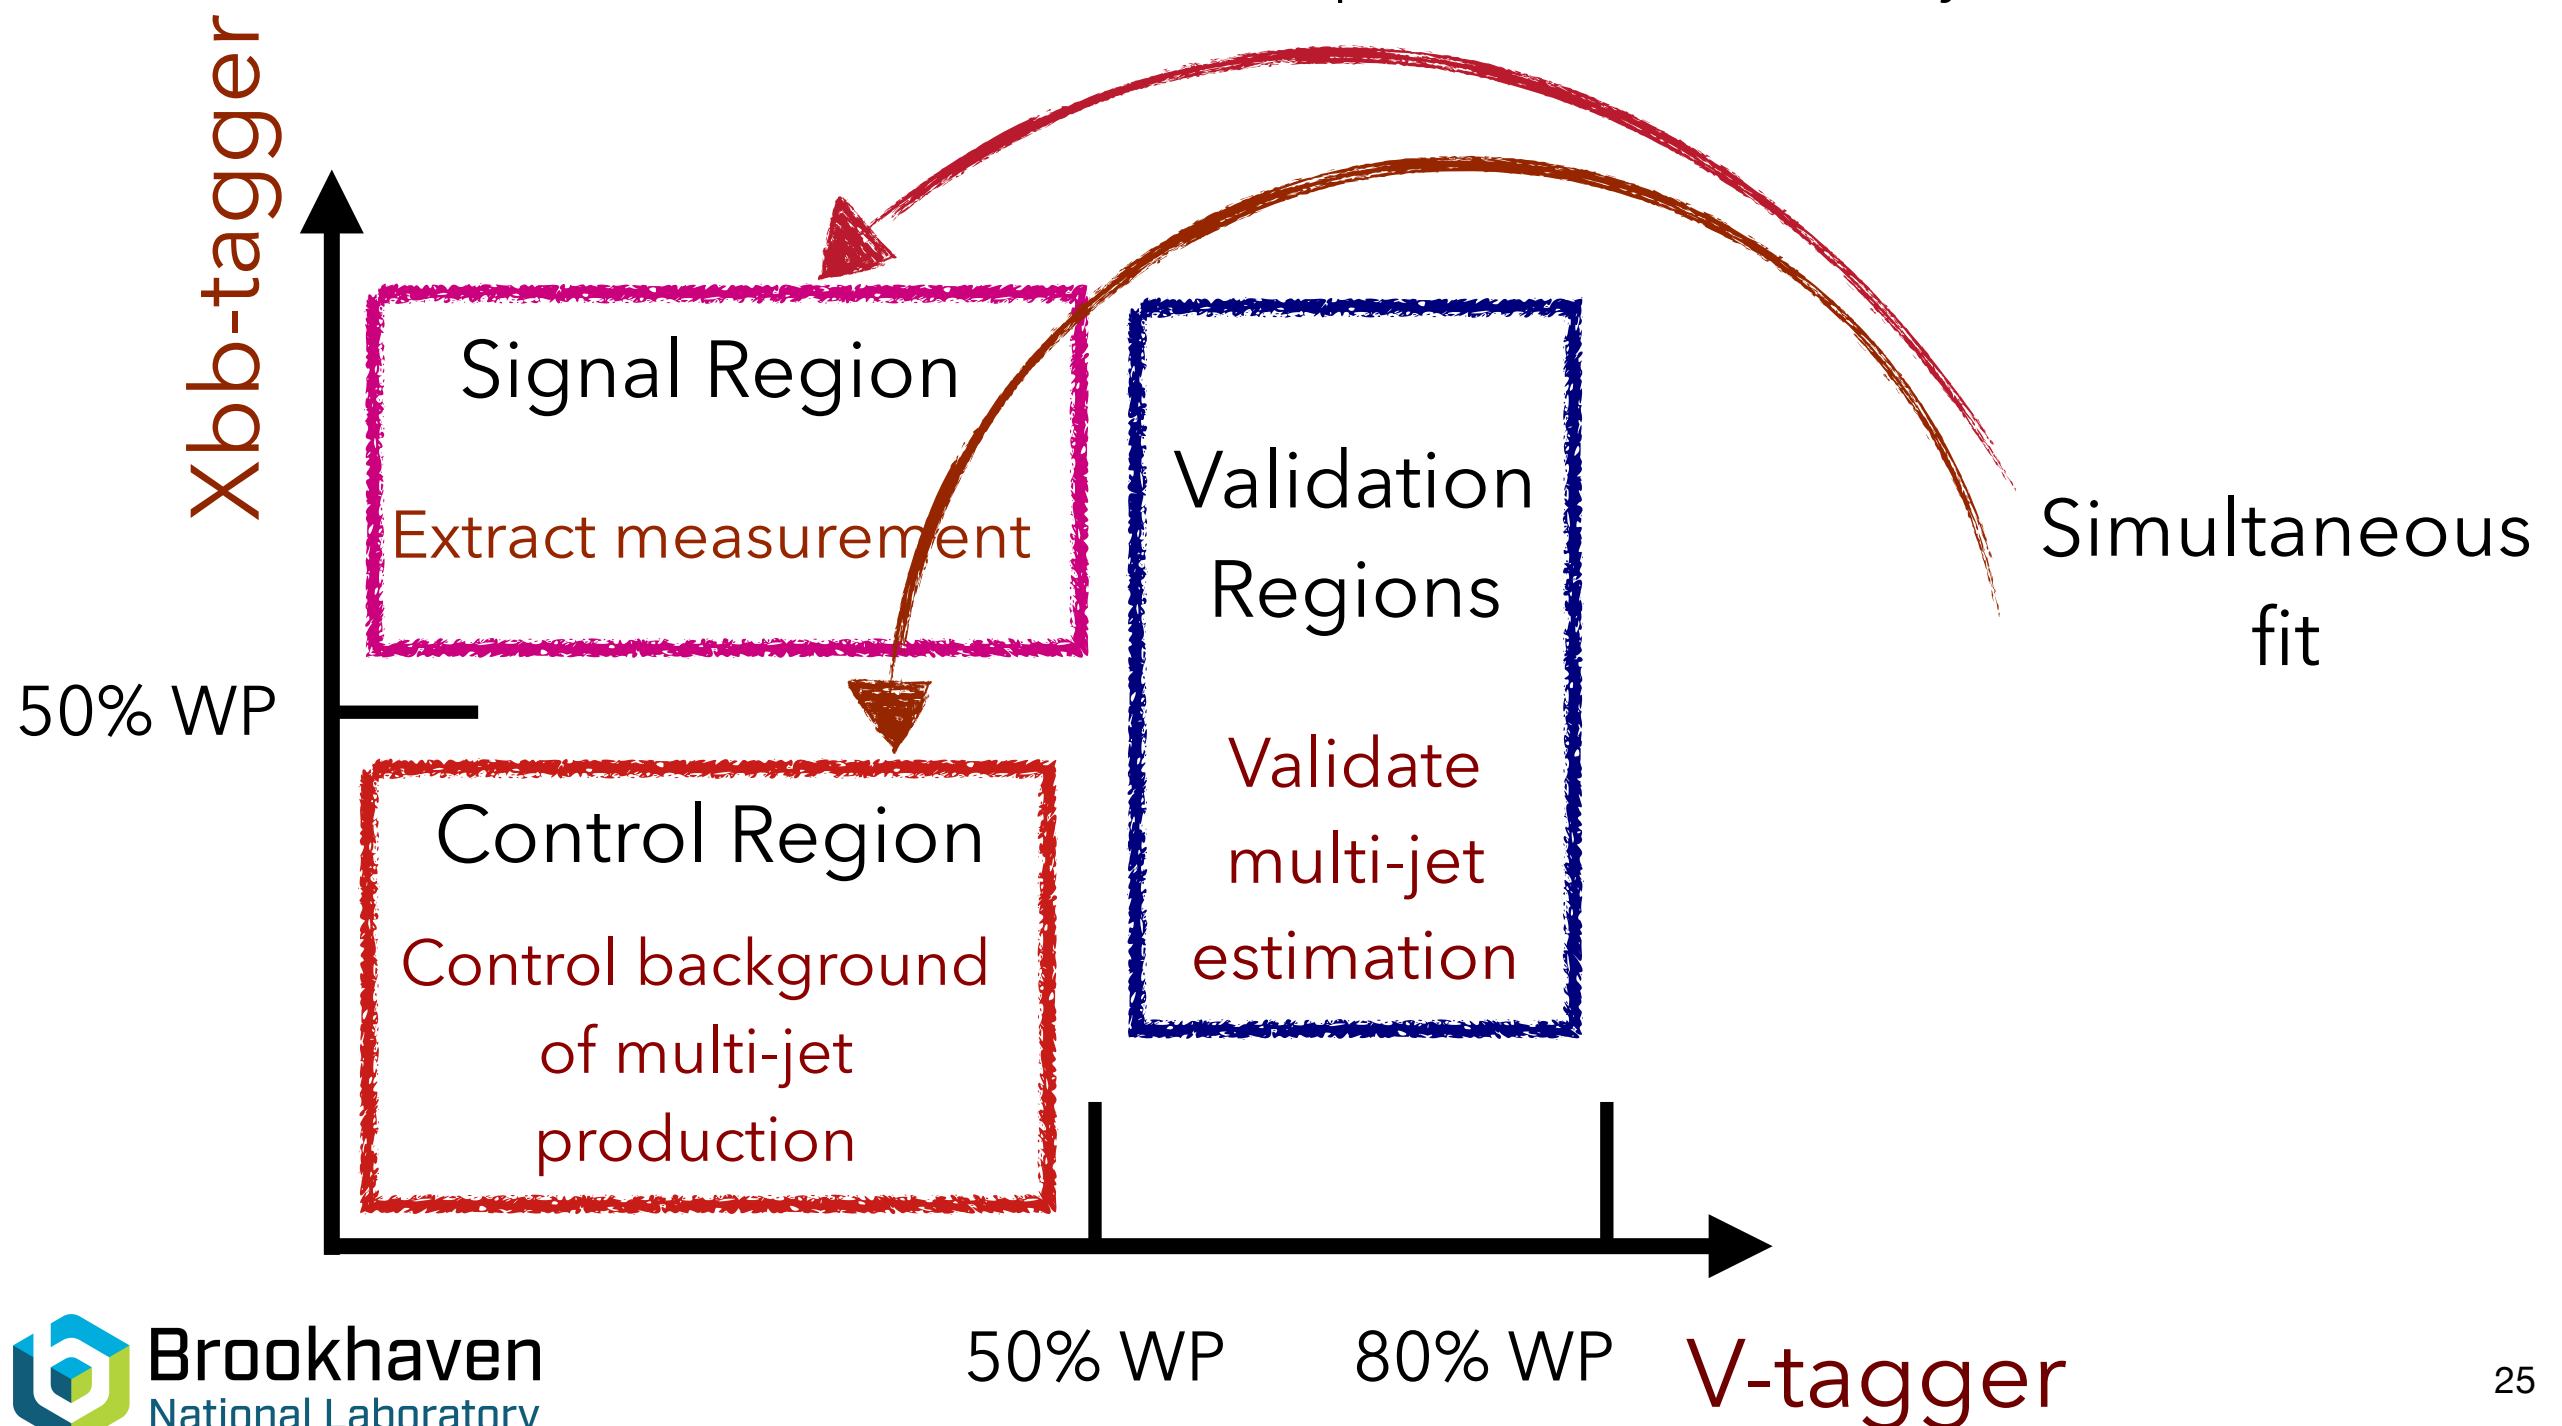 Xbb-tagger
Signal Region
Extract measurement
Validation
Regions
Validate
multi-jet
estimation
Simultaneous
fit
50% WP
Control Region
Control background
of multi-jet
production
50% WP
80% WP
V-tagger
Brookhaven
National Laboratory
25